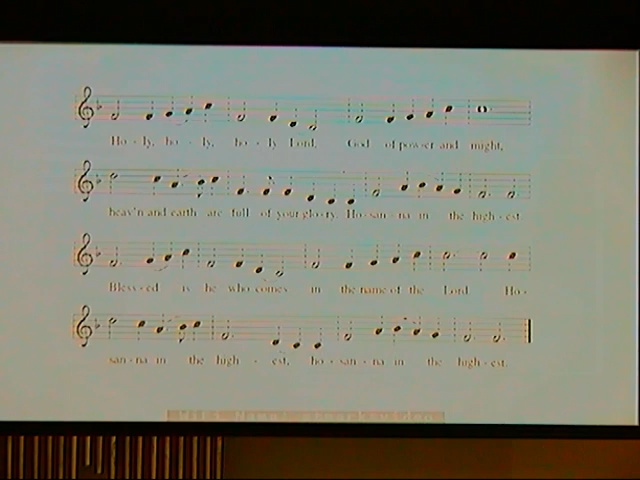 Ho - ly, ho - ly, ho - ly Lord, God of power and might,
heav'n and earth are full of your glo - ry. Ho - san - na in the high - est
Bless - ed is he who comes in the name of the Lord. Ho -
san - na in the high - est, ho - san - na in the high - est.